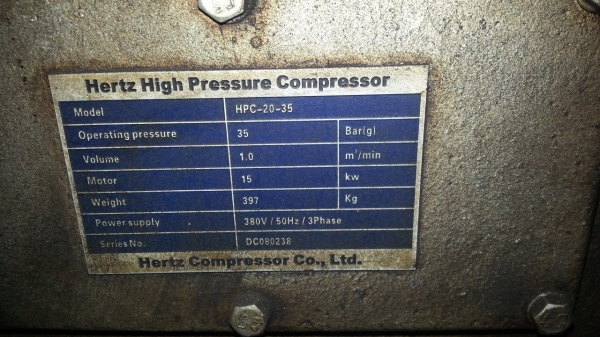 Hertz High Pressure Compressor
Model HPC-20-35
Operating pressure 35 Bar(g)
Volume 1.0 m³/min
Motor 15 kw
Weight 397 Kg
Power supply 380V / 50Hz / 3Phase
Series No. DC080238
Hertz Compressor Co., Ltd.